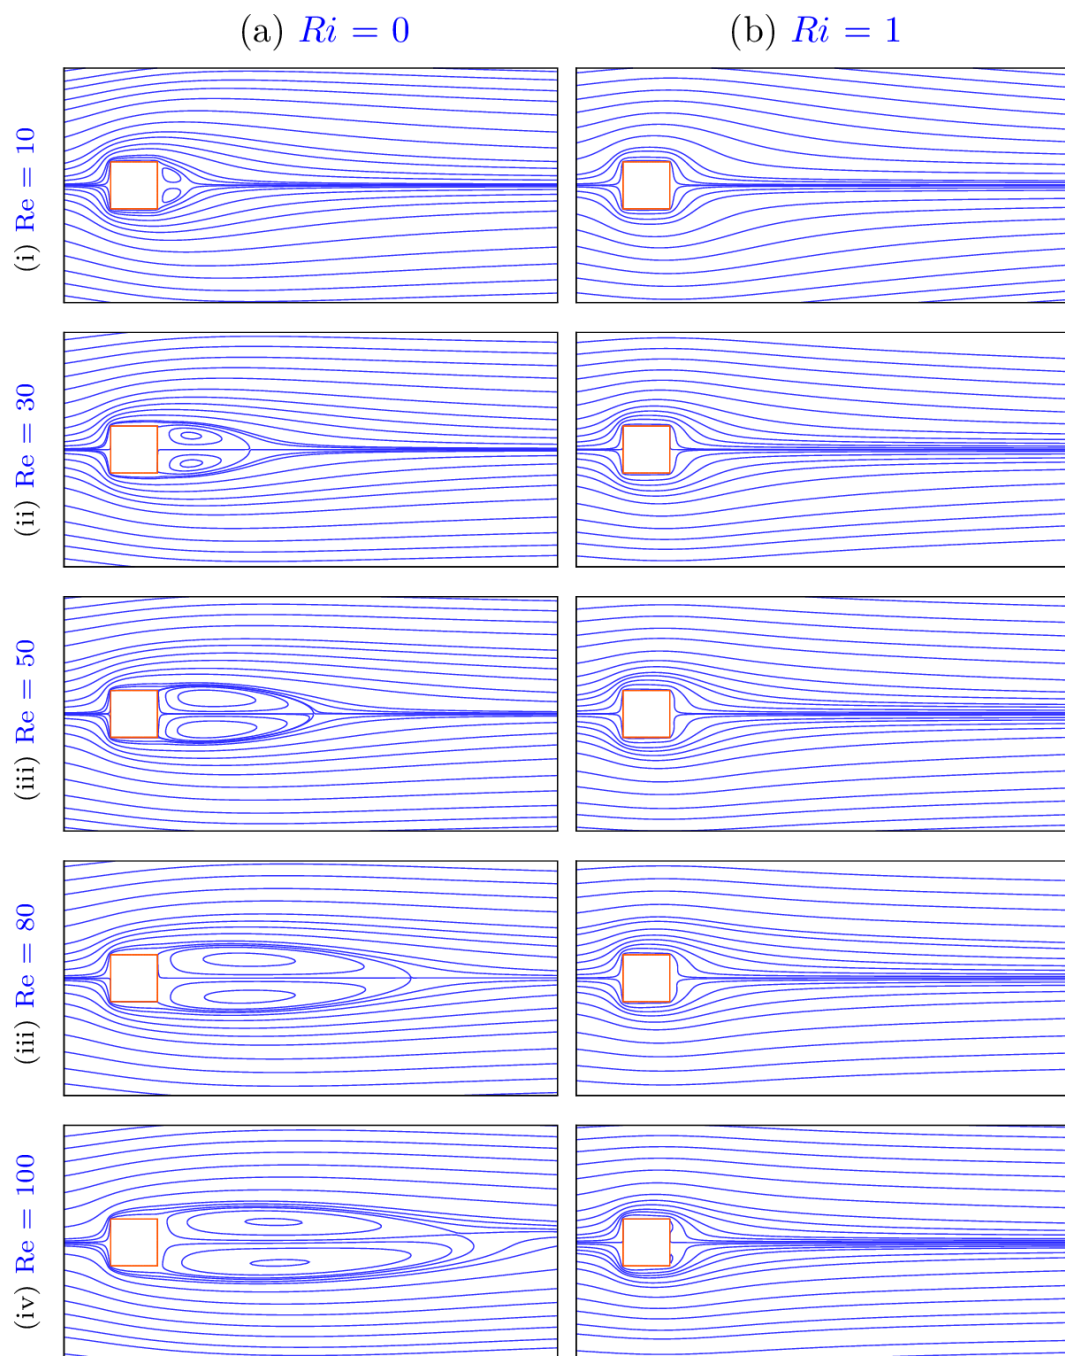 (a) Ri = 0
(b) Ri = 1
(i) Re = 10
(ii) Re = 30
(iii) Re = 50
(iii) Re = 80
(iv) Re = 100